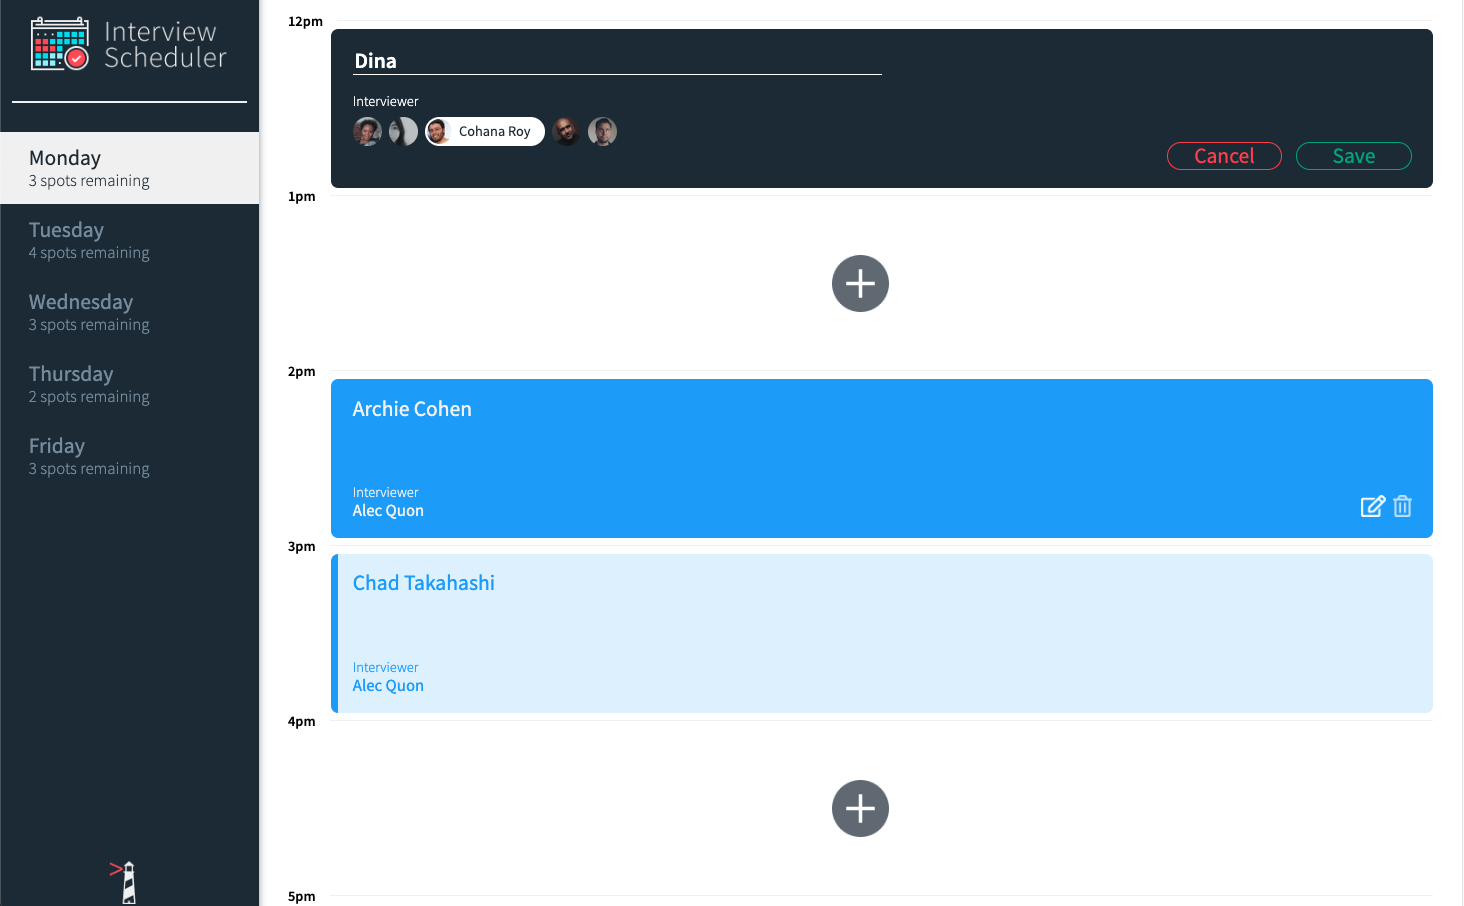 Interview
Scheduler
Monday
3 spots remaining
Tuesday
4 spots remaining
Wednesday
3 spots remaining
Thursday
2 spots remaining
Friday
3 spots remaining
12pm
Dina
Interviewer
Cohana Roy
Cancel
Save
1pm
2pm
Archie Cohen
Interviewer
Alec Quon
3pm
Chad Takahashi
Interviewer
Alec Quon
4pm
5pm